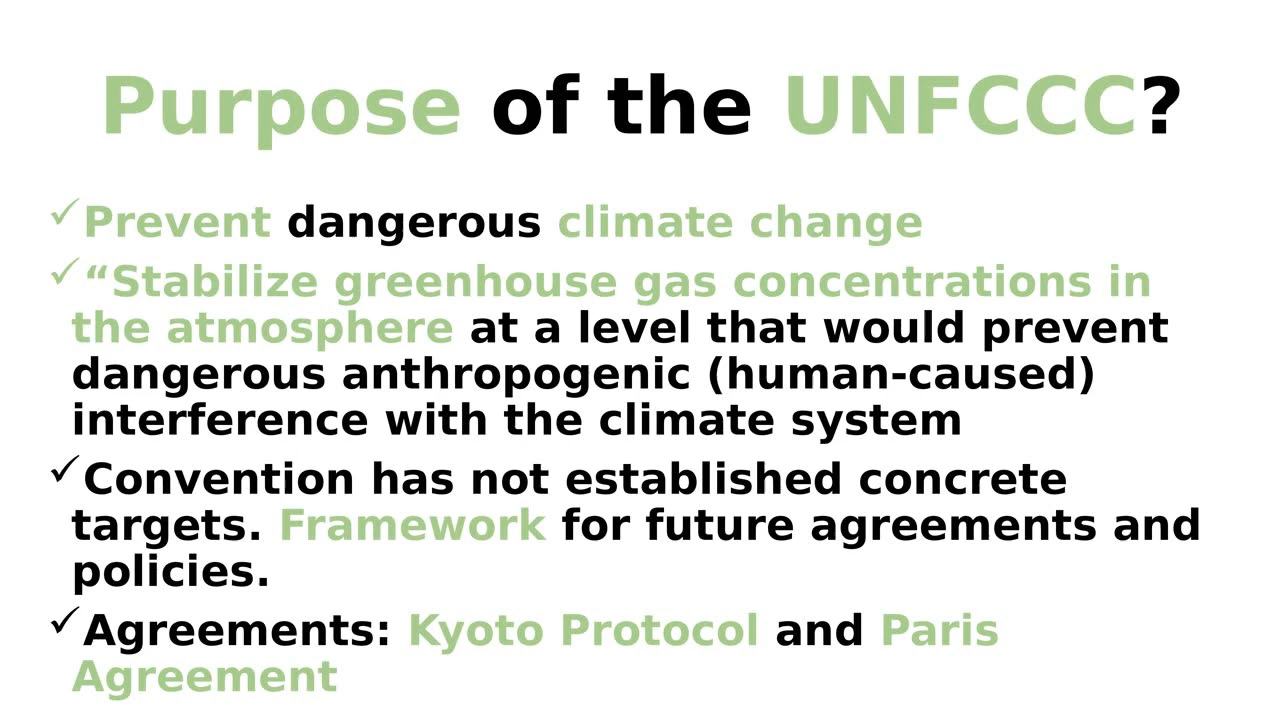 Purpose of the UNFCCC?
✓Prevent dangerous climate change
✓“Stabilize greenhouse gas concentrations in
the atmosphere at a level that would prevent
dangerous anthropogenic (human-caused)
interference with the climate system
✓Convention has not established concrete
targets. Framework for future agreements and
policies.
✓Agreements: Kyoto Protocol and Paris
Agreement